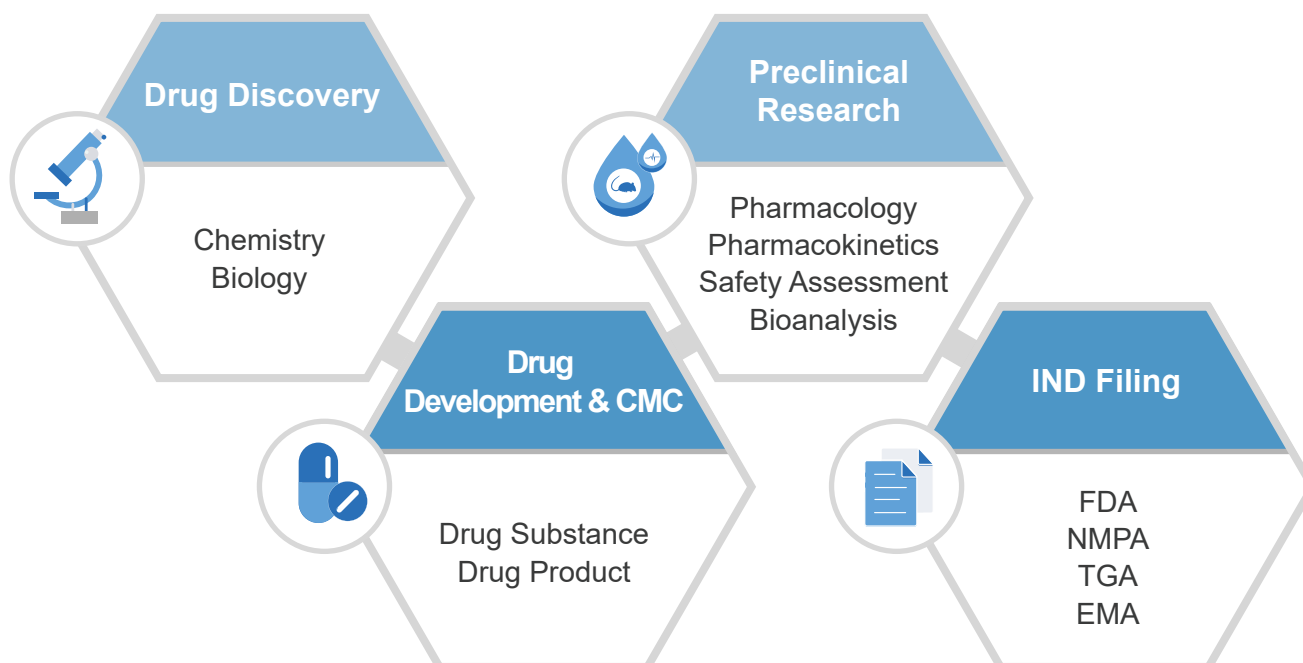 Drug Discovery
Chemistry
Biology
Drug
Development & CMC
Drug Substance
Drug Product
Preclinical
Research
Pharmacology
Pharmacokinetics
Safety Assessment
Bioanalysis
IND Filing
FDA
NMPA
TGA
EMA